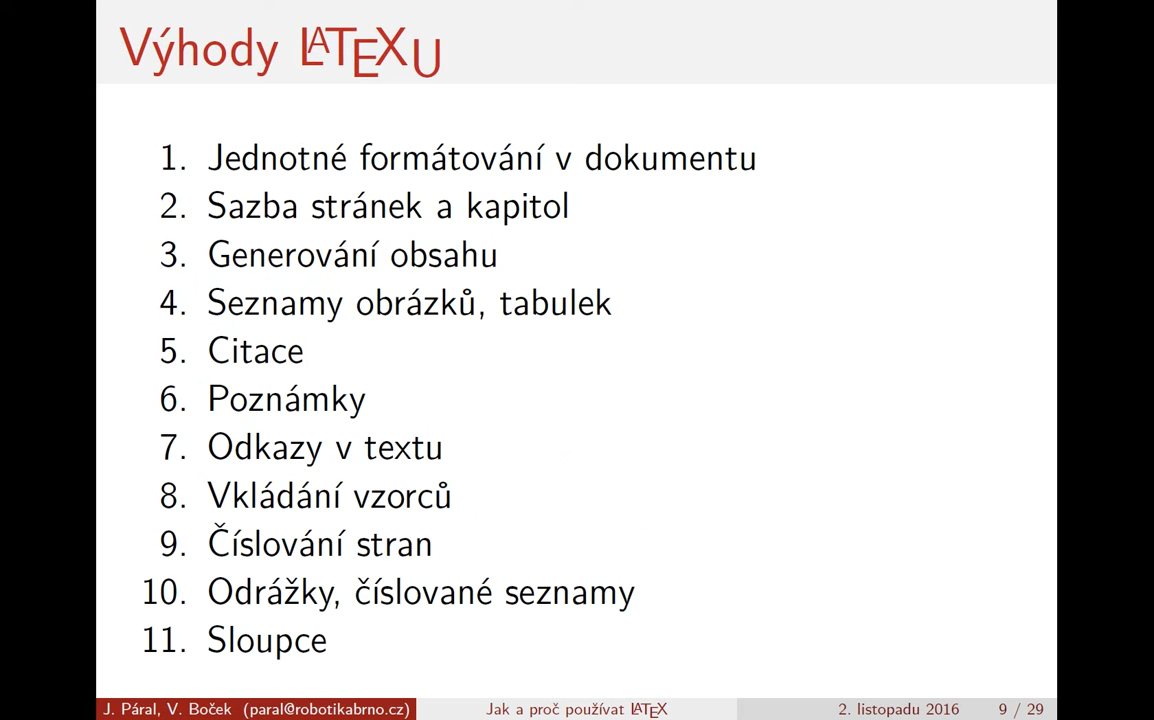 Výhody LATEXU
1. Jednotné formátování v dokumentu
2. Sazba stránek a kapitol
3. Generování obsahu
4. Seznamy obrázků, tabulek
5. Citace
6. Poznámky
7. Odkazy v textu
8. Vkládání vzorců
9. Číslování stran
10. Odrážky, číslované seznamy
11. Sloupce
J. Páral, V. Boček (paral@robotikabrno.cz) Jak a proč používat LATEX 2. listopadu 2016 9 / 29